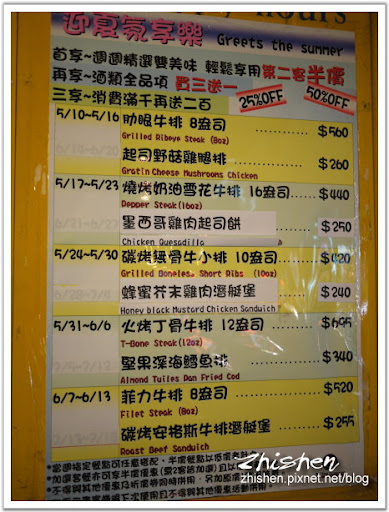 hours
迎夏氛享樂 Greets the summer
首享~週週精選雙美味 輕鬆享用第二客半價
再享~酒類全品項 買三送一
三享~消費滿千再送二百 25%OFF 50%OFF
5/10~5/16 肋眼牛排 8盎司 ............ $560
Grilled Ribeye Steak (8oz)
起司野菇雞腿排 ............ $260
Gratin Cheese Mushrooms Chicken
5/17~5/23 燒烤奶油雪花牛排 16盎司 ...... $440
Pepper Steak(16oz)
墨西哥雞肉起司餅 ............ $250
Chicken Quesadilla
5/24~5/30 碳烤無骨牛小排 10盎司 ...... $420
Grilled Boneless Short Ribs (10oz)
蜂蜜芥末雞肉潛艇堡 ............ $240
Honey black Mustard Chicken Sandwich
5/31~6/6 火烤丁骨牛排 12盎司 ...... $695
T-Bone Steak(12oz)
堅果深海鱈魚排 ............ $340
Almond Tuiles Dan Fried Cod
6/7~6/13 菲力牛排 8盎司 ............ $520
Filet Steak (8oz)
碳烤安格斯牛排潛艇堡 ...... $255
Roast Beef Sandwich
Zhishen
zhishen.pixnet.net/blog